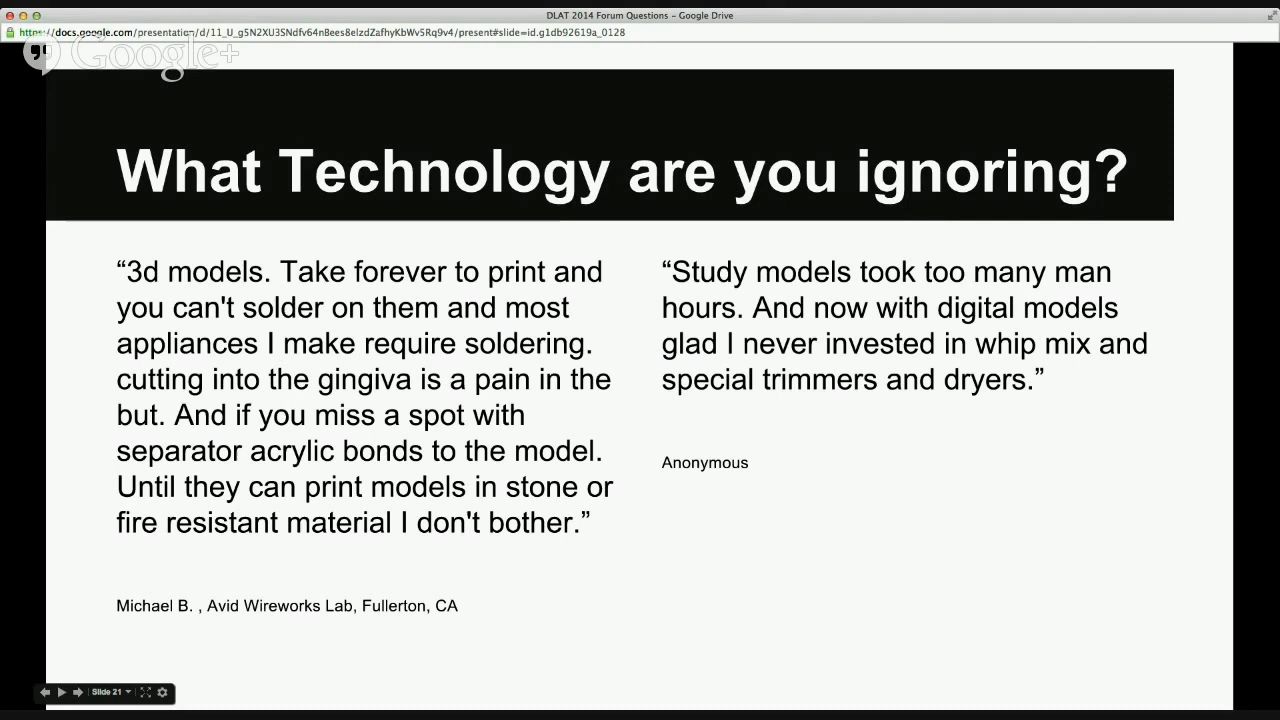 DLAT 2014 Forum Questions – Google Drive
https://docs.google.com/presentation/d/11_U_g5N2XU3SNdfv64nBees8elzdZafhyKbWv5Rq9v4/present#slide=id.g1db92619a_0128
Google+
What Technology are you ignoring?
“3d models. Take forever to print and
you can't solder on them and most
appliances I make require soldering.
cutting into the gingiva is a pain in the
but. And if you miss a spot with
separator acrylic bonds to the model.
Until they can print models in stone or
fire resistant material I don't bother.”
Michael B. , Avid Wireworks Lab, Fullerton, CA
“Study models took too many man
hours. And now with digital models
glad I never invested in whip mix and
special trimmers and dryers.”
Anonymous
Slide 21